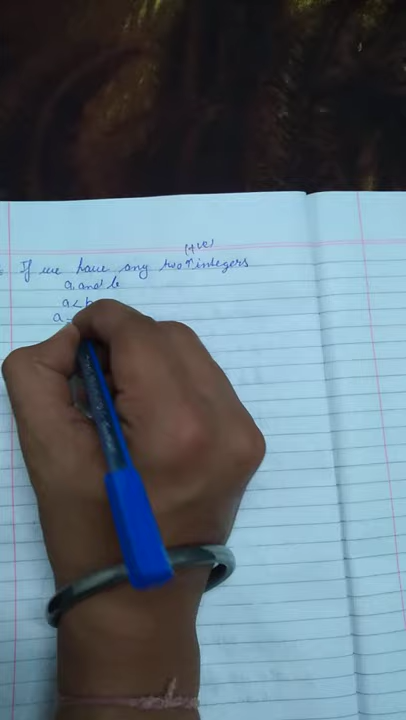 (+ve)
If we have any two ↑ integers
a and b
a < b
a =